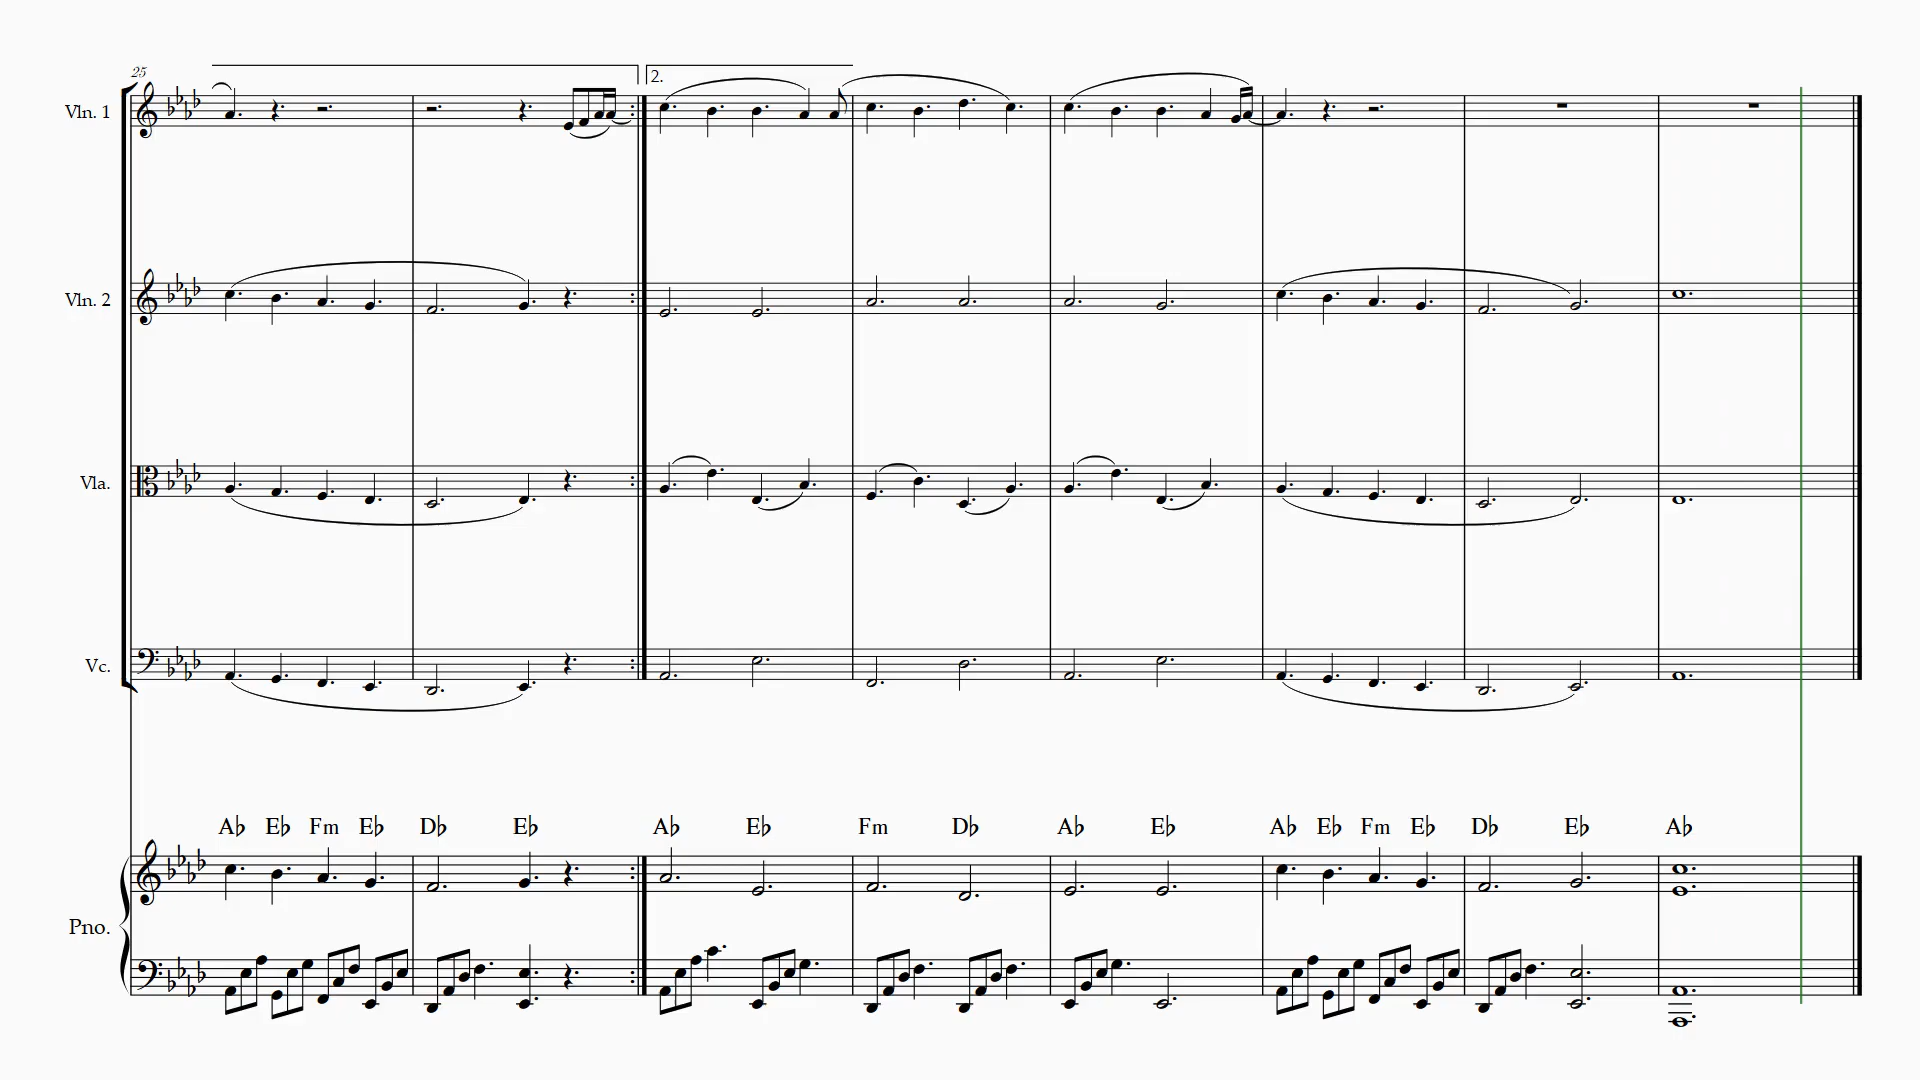 25
2.
Vln. 1
Vln. 2
Vla.
Vc.
A♭ E♭ Fm E♭ D♭ E♭ A♭ E♭ Fm D♭ A♭ E♭ A♭ E♭ Fm E♭ D♭ E♭ A♭
Pno.